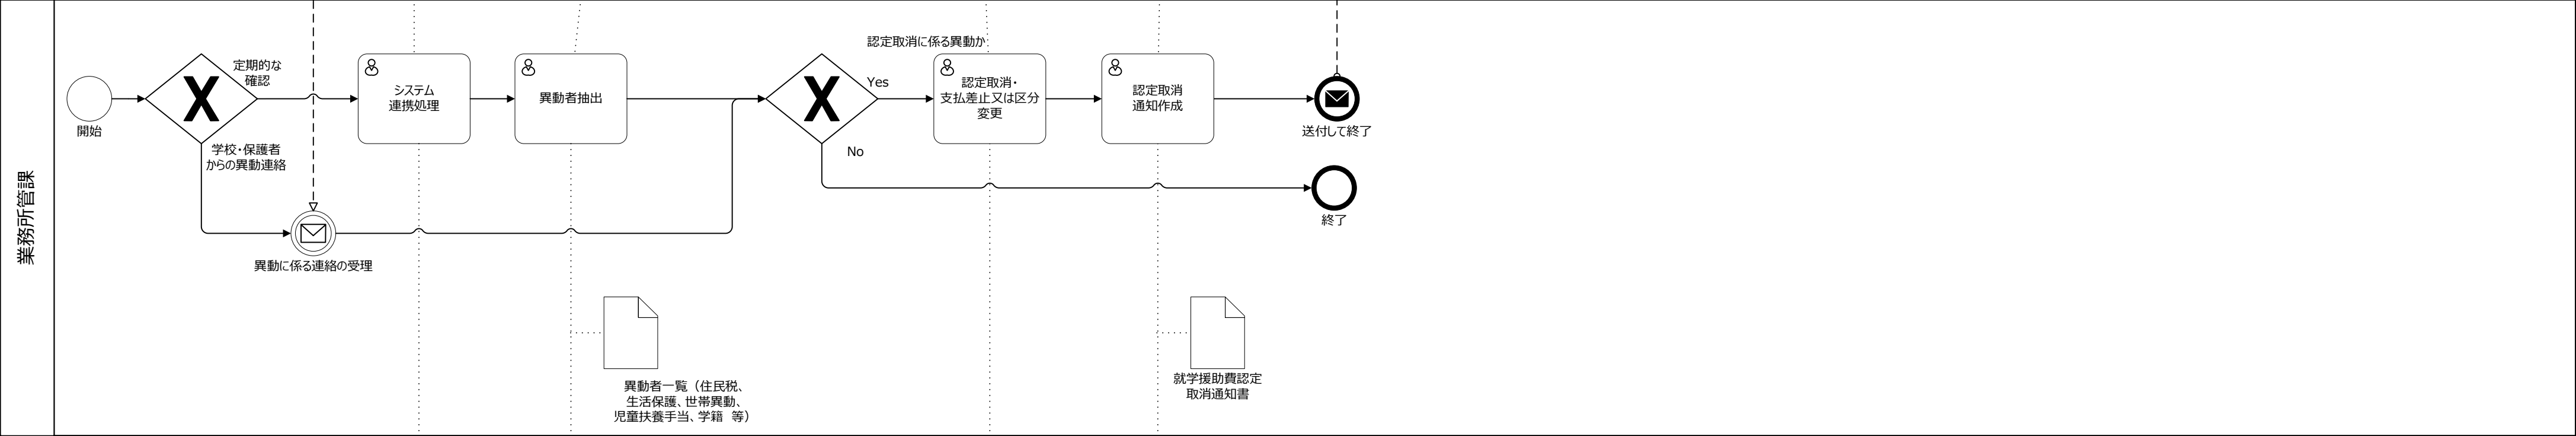 業務所管課
開始
定期的な
確認
学校・保護者
からの異動連絡
異動に係る連絡の受理
システム
連携処理
異動者抽出
異動者一覧（住民税、
生活保護、世帯異動、
児童扶養手当、学籍 等）
認定取消に係る異動か
Yes
No
認定取消・
支払差止又は区分
変更
認定取消
通知作成
就学援助費認定
取消通知書
送付して終了
終了